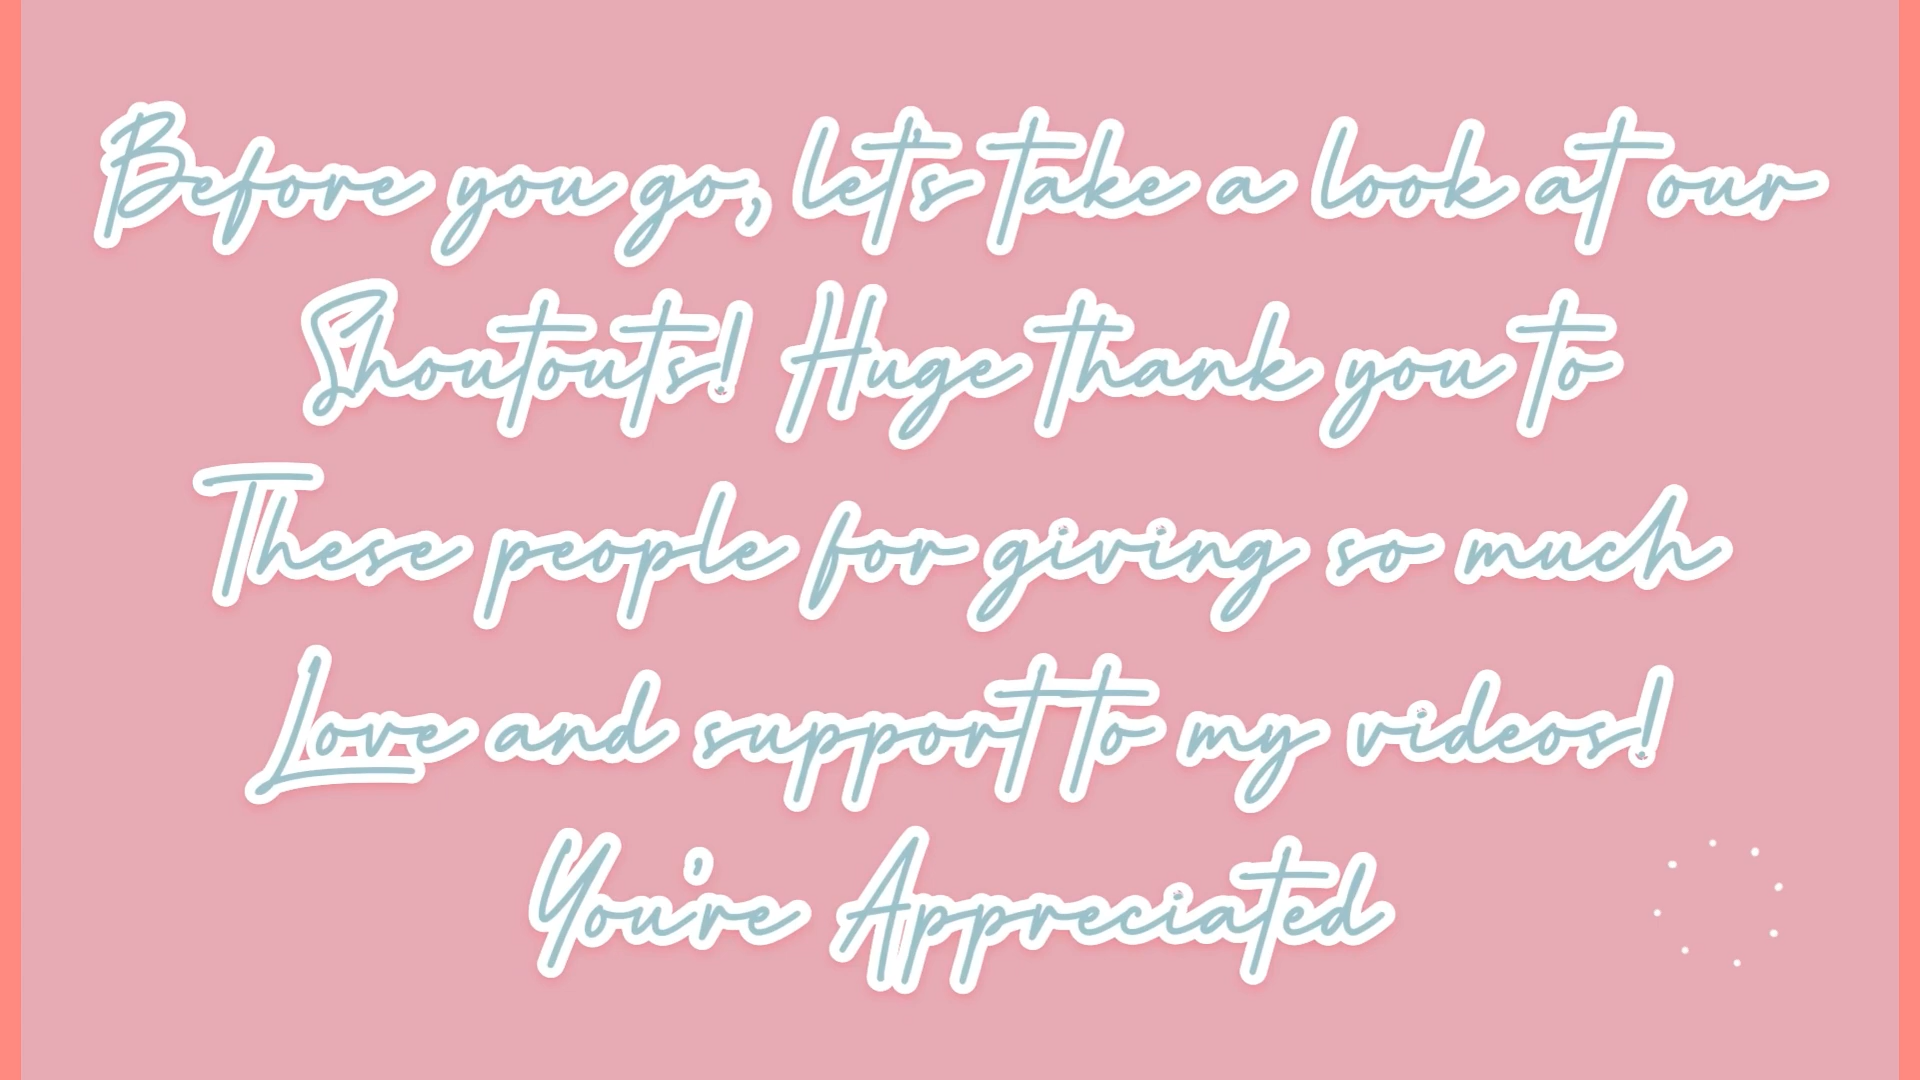 Before you go, let's take a look at our
Shoutouts! Huge thank you to
These people for giving so much
Love and support to my videos!
You're Appreciated